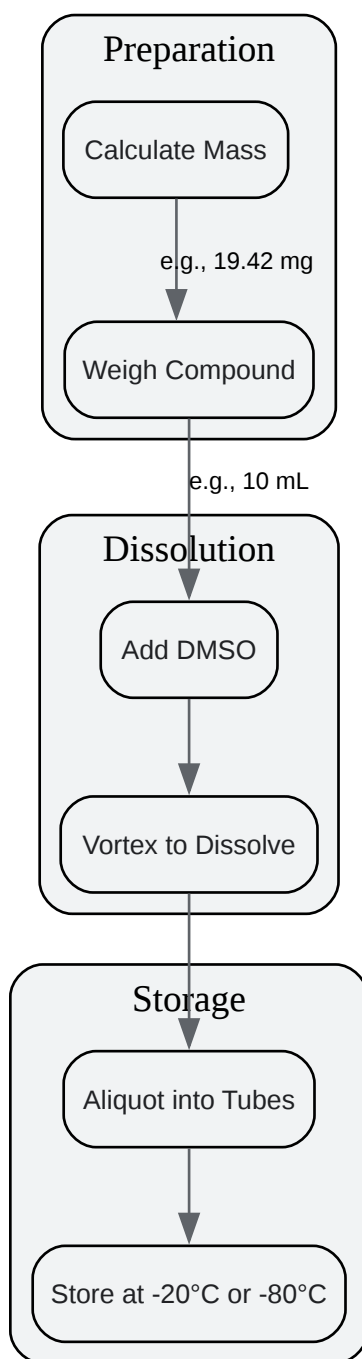 Preparation
Calculate Mass
e.g., 19.42 mg
Weigh Compound
e.g., 10 mL
Dissolution
Add DMSO
Vortex to Dissolve
Storage
Aliquot into Tubes
Store at -20°C or -80°C